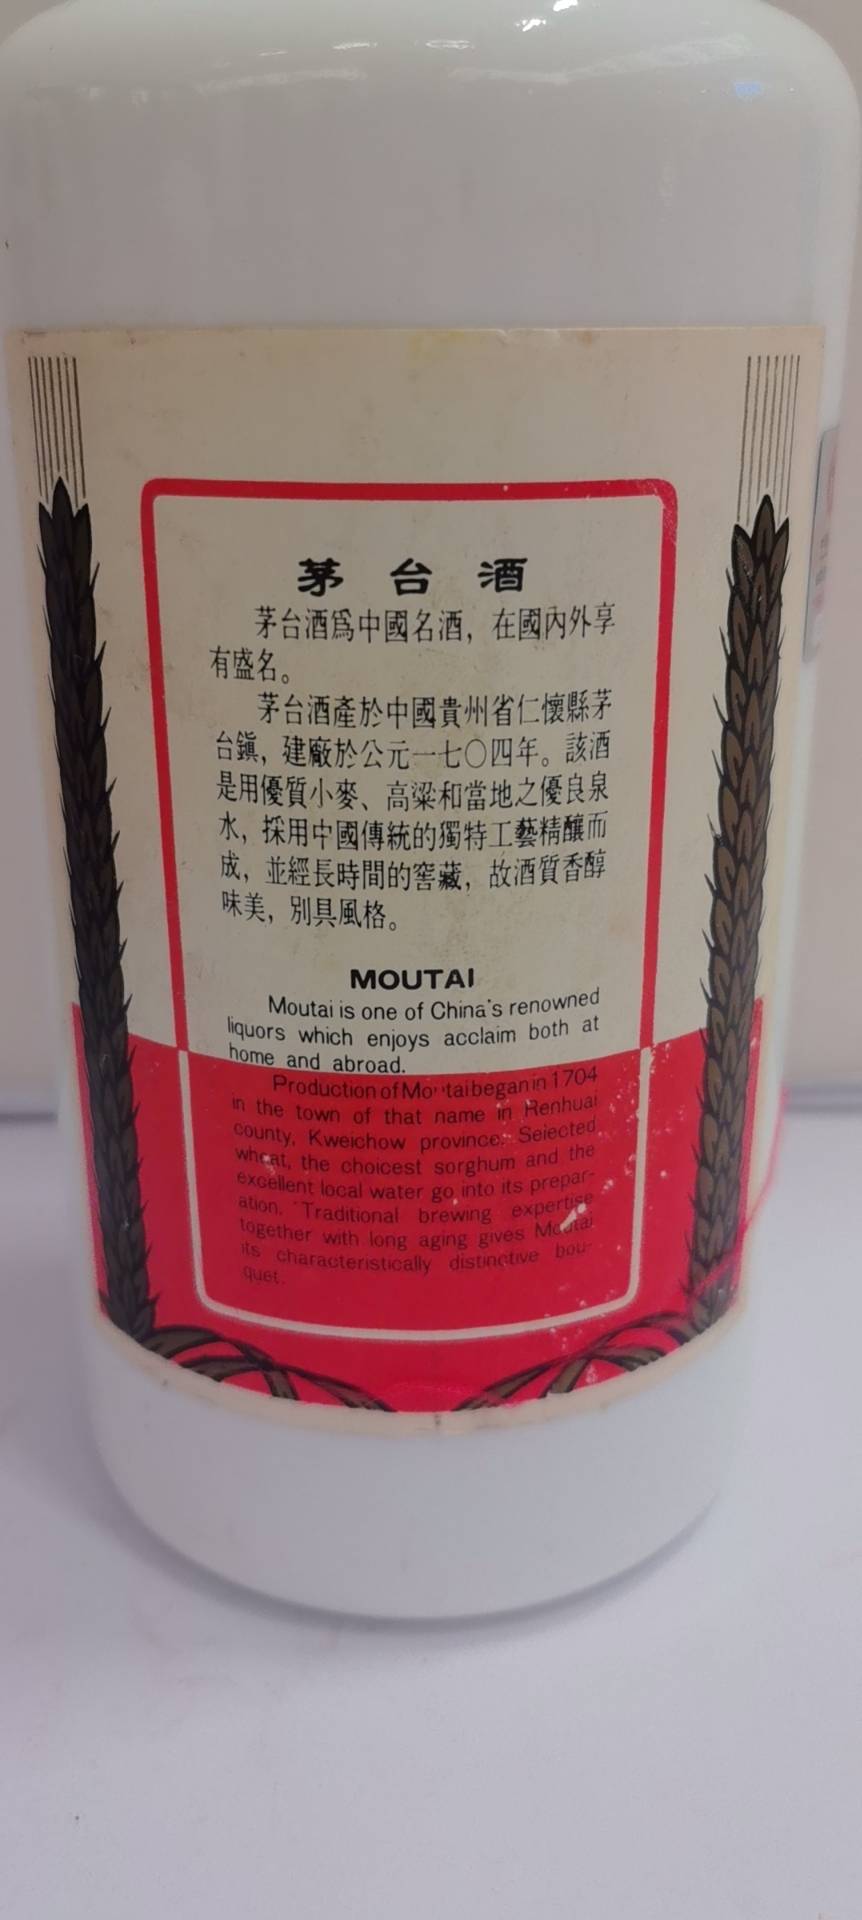 茅台酒
茅台酒爲中國名酒，在國內外享
有盛名。
茅台酒產於中國貴州省仁懷縣茅
台鎮，建廠於公元一七〇四年。該酒
是用優質小麥、高粱和當地之優良泉
水，採用中國傳統的獨特工藝精釀而
成，並經長時間的窖藏，故酒質香醇
味美，別具風格。
MOUTAI
Moutai is one of China's renowned
liquors which enjoys acclaim both at
home and abroad.
Production of Moutai began in 1704
in the town of that name in Renhuai
county, Kweichow province. Selected
wheat, the choicest sorghum and the
excellent local water go into its prepar-
ation. Traditional brewing expertise
together with long aging gives Moutai
its characteristically distinctive bou-
quet.